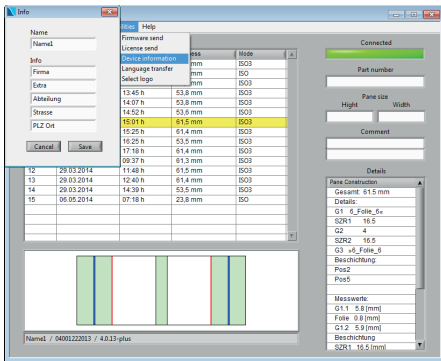 Info
Name
Name1
Info
Firma
Extra
Abteilung
Strasse
PLZ Ort
Cancel Save
Help
Firmware send
License send
Device information
Language transfer
Select logo
Mode
mm ISO3
mm ISO3
mm ISO3
13:45 h 53,8 mm ISO3
14:07 h 53,8 mm ISO3
14:52 h 53,6 mm ISO3
15:01 h 61,5 mm ISO3
15:25 h 61,4 mm ISO3
16:25 h 53,5 mm ISO3
17:18 h 61,4 mm ISO3
09:37 h 61,3 mm ISO3
12 29.03.2014 11:48 h 61,5 mm ISO3
13 29.03.2014 12:40 h 61,4 mm ISO3
14 29.03.2014 14:39 h 53,5 mm ISO3
15 06.05.2014 07:18 h 23,8 mm ISO
Name1 / 04001222013 / 4.0.13-plus
Connected
Part number
Pane size
Hight Width
Comment
Details
Pane Construction
Gesamt: 61.5 mm
Details:
G1 6_Folie_6
SZR1 16.5
G2 4
SZR2 16.5
G3 6_Folie_6
Beschichtung:
Pos2
Pos5
Messwerte:
G1.1 5.8 [mm]
Folie 0.8 [mm]
G1.2 5.9 [mm]
Beschichtung
SZR1 16.5 [mm]